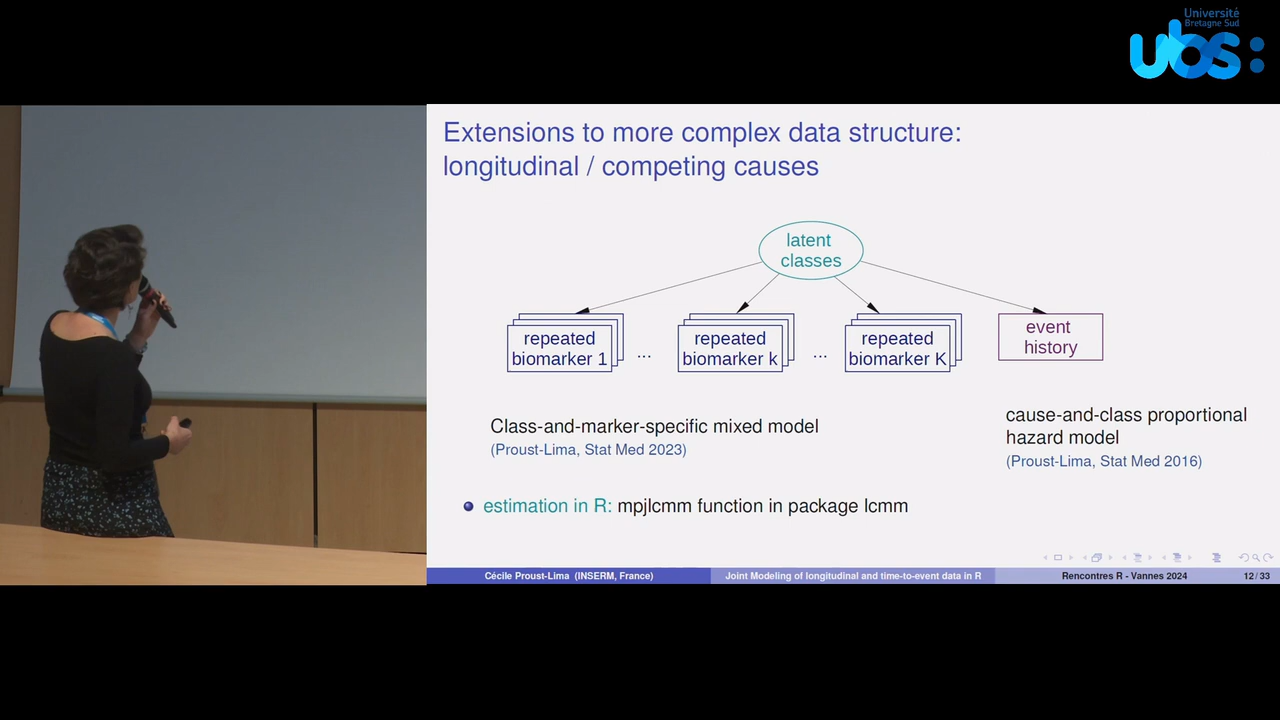 Université
Bretagne Sud
ubs:
Extensions to more complex data structure:
longitudinal / competing causes
latent
classes
repeated
biomarker 1
...
repeated
biomarker k
...
repeated
biomarker K
event
history
Class-and-marker-specific mixed model
(Proust-Lima, Stat Med 2023)
cause-and-class proportional
hazard model
(Proust-Lima, Stat Med 2016)
estimation in R: mpjlcmm function in package lcmm
Cécile Proust-Lima (INSERM, France)
Joint Modeling of longitudinal and time-to-event data in R
Rencontres R - Vannes 2024
12 / 33